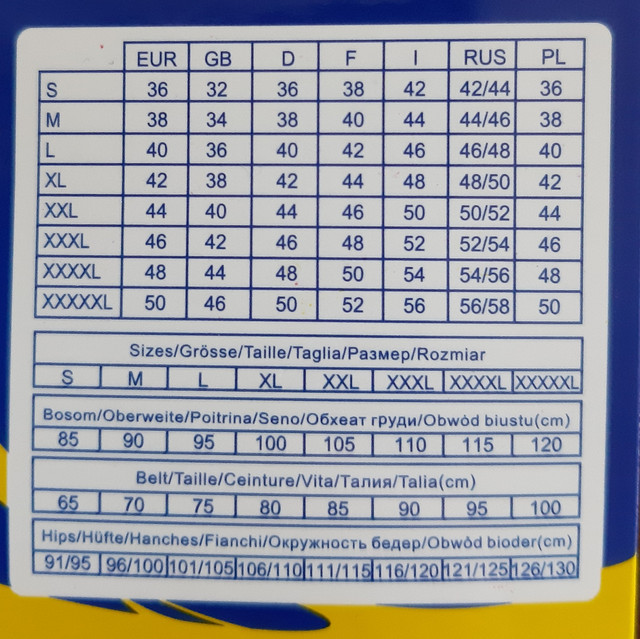 EUR GB D F I RUS PL
S 36 32 36 38 42 42/44 36
M 38 34 38 40 44 44/46 38
L 40 36 40 42 46 46/48 40
XL 42 38 42 44 48 48/50 42
XXL 44 40 44 46 50 50/52 44
XXXL 46 42 46 48 52 52/54 46
XXXXL 48 44 48 50 54 54/56 48
XXXXXL 50 46 50 52 56 56/58 50
Sizes/Grösse/Taille/Taglia/Размер/Rozmiar
S M L XL XXL XXXL XXXXL XXXXXL
Bosom/Oberweite/Poitrina/Seno/Обхеат груди/Obwòd biustu(cm)
85 90 95 100 105 110 115 120
Belt/Taille/Ceinture/Vita/Талия/Talia(cm)
65 70 75 80 85 90 95 100
Hips/Hüfte/Hanches/Fianchi/Окружность бедер/Obwòd bioder(cm)
91/95 96/100 101/105 106/110 111/115 116/120 121/125 126/130